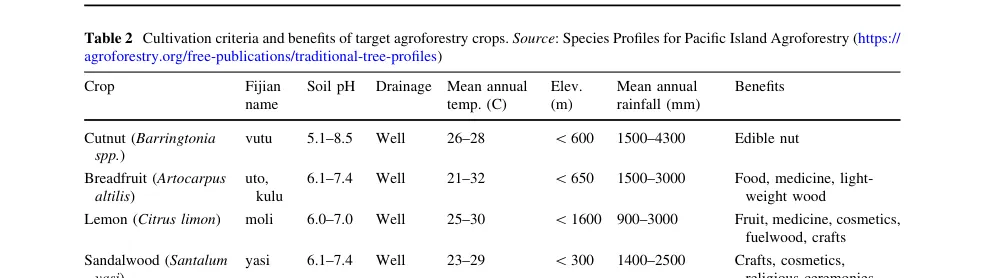 Table 2 Cultivation criteria and benefits of target agroforestry crops. Source: Species Profiles for Pacific Island Agroforestry (https://
agroforestry.org/free-publications/traditional-tree-profiles)
Crop Fijian name Soil pH Drainage Mean annual temp. (C) Elev. (m) Mean annual rainfall (mm) Benefits
Cutnut (Barringtonia spp.) vutu 5.1–8.5 Well 26–28 < 600 1500–4300 Edible nut
Breadfruit (Artocarpus altilis) uto, kulu 6.1–7.4 Well 21–32 < 650 1500–3000 Food, medicine, light-weight wood
Lemon (Citrus limon) moli 6.0–7.0 Well 25–30 < 1600 900–3000 Fruit, medicine, cosmetics, fuelwood, crafts
Sandalwood (Santalum yasi) yasi 6.1–7.4 Well 23–29 < 300 1400–2500 Crafts, cosmetics, religious ceremonies